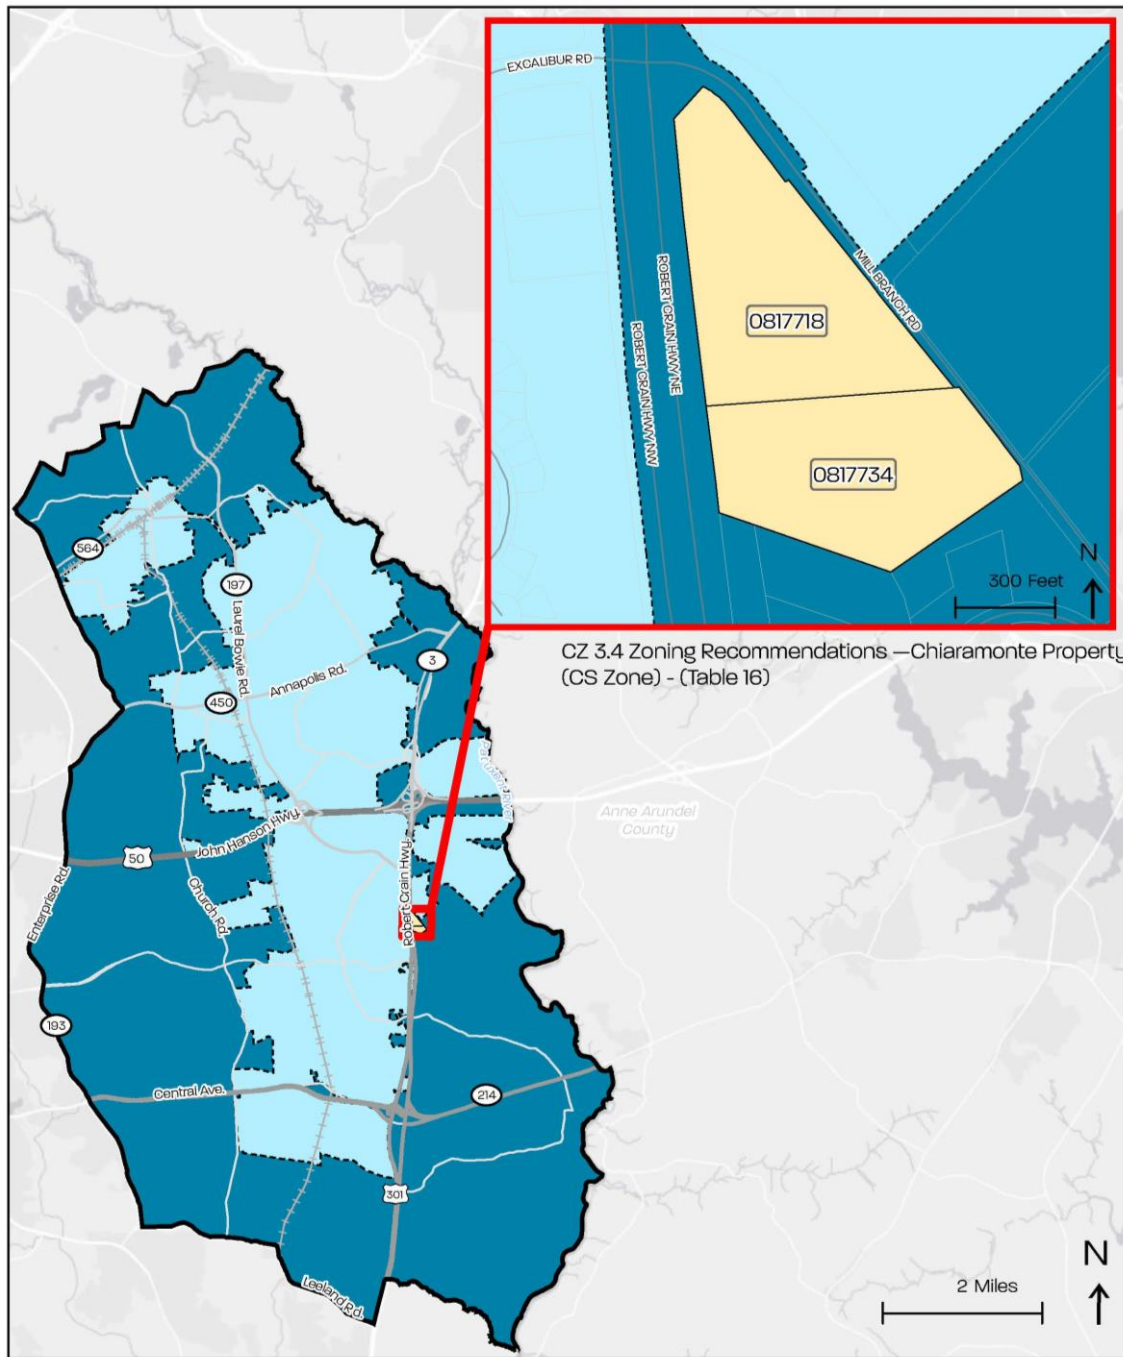 EXCALIBUR RD
ROBERT CRAIN HWY NE
ROBERT CRAIN HWY NW
MILL BRANCH RD
0817718
0817734
N
300 Feet
CZ 3.4 Zoning Recommendations —Chiaramonte Property
(CS Zone) - (Table 16)
564
197
Laurel Bowie Rd.
3
Annapolis Rd.
450
Patuxent River
John Hanson Hwy.
Anne Arundel
County
50
Enterprise Rd.
Church Rd.
Robert Crain Hwy.
193
Central Ave.
214
301
Leeland Rd.
N
2 Miles